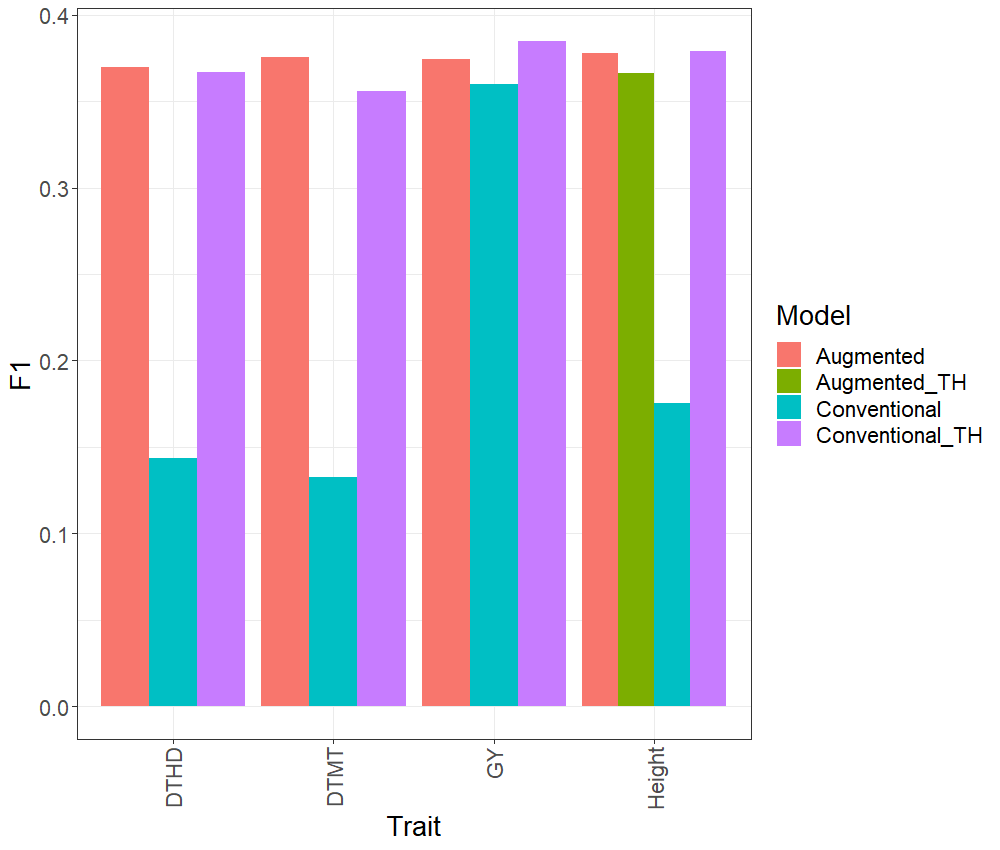 0.4
0.3
0.2
0.1
0.0
F1
DTHD
DTMT
GY
Height
Trait
Model
Augmented
Augmented_TH
Conventional
Conventional_TH